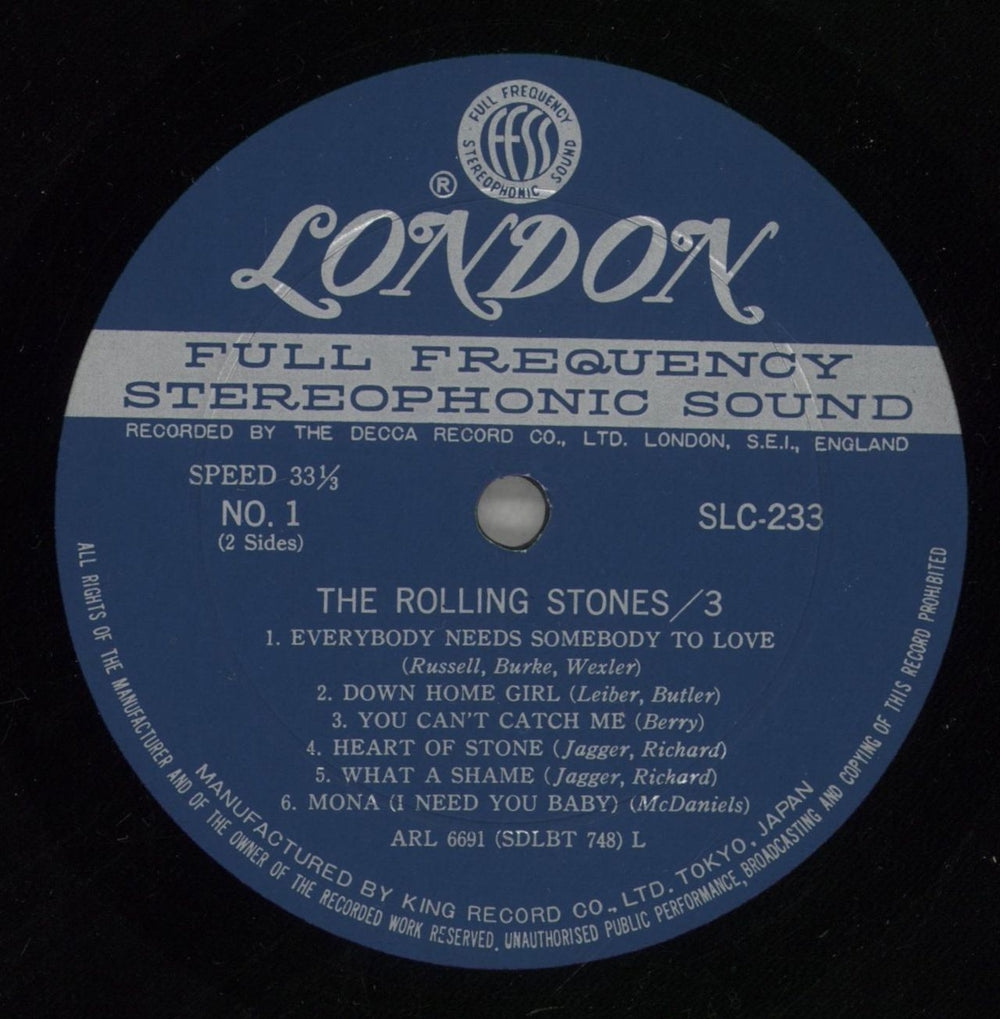 FULL FREQUENCY
ffss
STEREOPHONIC SOUND
®
LONDON
FULL FREQUENCY
STEREOPHONIC SOUND
RECORDED BY THE DECCA RECORD CO., LTD. LONDON, S.E.I., ENGLAND
SPEED 33⅓
NO. 1
(2 Sides)
SLC-233
THE ROLLING STONES/3
1. EVERYBODY NEEDS SOMEBODY TO LOVE
(Russell, Burke, Wexler)
2. DOWN HOME GIRL (Leiber, Butler)
3. YOU CAN'T CATCH ME (Berry)
4. HEART OF STONE (Jagger, Richard)
5. WHAT A SHAME (Jagger, Richard)
6. MONA (I NEED YOU BABY) (McDaniels)
ARL 6691 (SDLBT 748) L
MANUFACTURED BY KING RECORD CO., LTD. TOKYO, JAPAN
ALL RIGHTS OF THE MANUFACTURER AND OF THE OWNER OF THE RECORDED WORK RESERVED. UNAUTHORISED PUBLIC PERFORMANCE, BROADCASTING AND COPYING OF THIS RECORD PROHIBITED